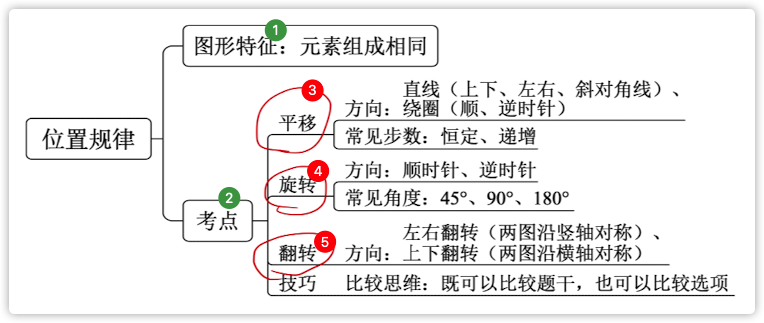 1
图形特征：元素组成相同
3
直线（上下、左右、斜对角线）、
平移
方向：绕圈（顺、逆时针）
位置规律
常见步数：恒定、递增
4
方向：顺时针、逆时针
旋转
2
常见角度：45°、90°、180°
考点
5
左右翻转（两图沿竖轴对称）、
翻转
方向：上下翻转（两图沿横轴对称）
技巧
比较思维：既可以比较题干，也可以比较选项